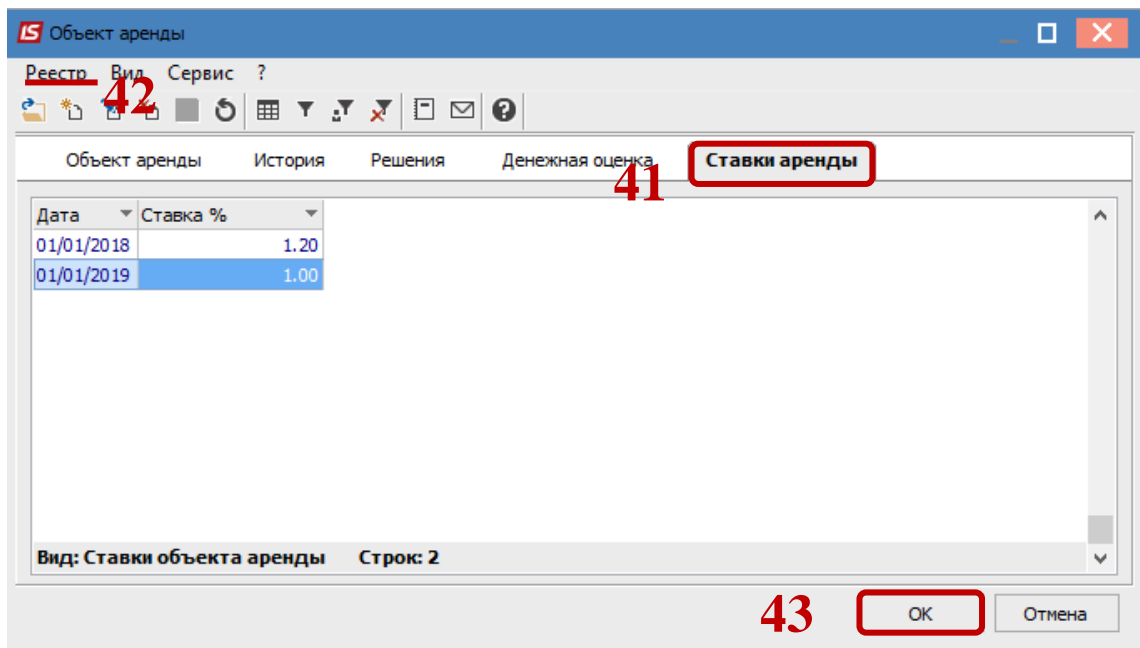 IS Объект аренды
Реестр Вид Сервис ?
42
Объект аренды История Решения Денежная оценка Ставки аренды
41
Дата Ставка %
01/01/2018 1.20
01/01/2019 1.00
Вид: Ставки объекта аренды Строк: 2
43 OK Отмена